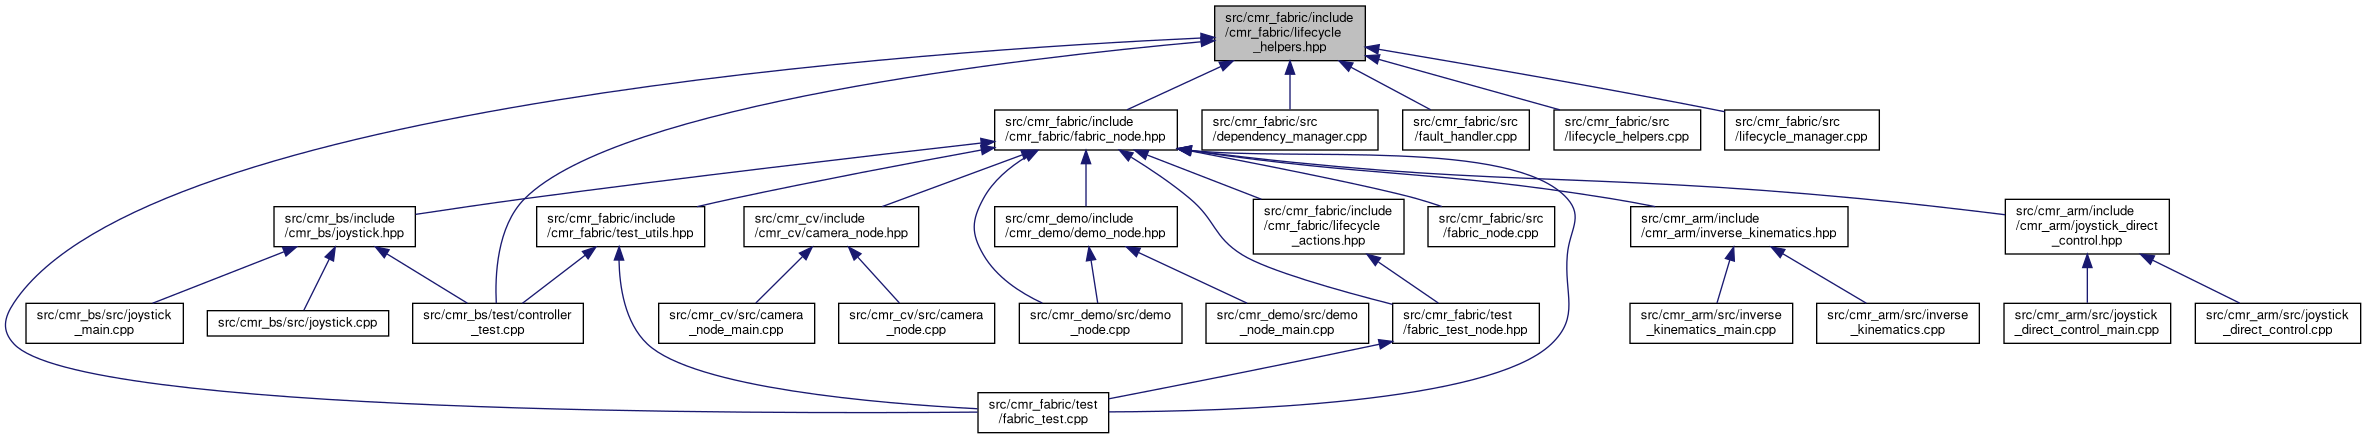 src/cmr_fabric/include
/cmr_fabric/lifecycle
_helpers.hpp
src/cmr_fabric/include
/cmr_fabric/fabric_node.hpp
src/cmr_fabric/src
/dependency_manager.cpp
src/cmr_fabric/src
/fault_handler.cpp
src/cmr_fabric/src
/lifecycle_helpers.cpp
src/cmr_fabric/src
/lifecycle_manager.cpp
src/cmr_bs/include
/cmr_bs/joystick.hpp
src/cmr_fabric/include
/cmr_fabric/test_utils.hpp
src/cmr_cv/include
/cmr_cv/camera_node.hpp
src/cmr_demo/include
/cmr_demo/demo_node.hpp
src/cmr_fabric/include
/cmr_fabric/lifecycle
_actions.hpp
src/cmr_fabric/src
/fabric_node.cpp
src/cmr_arm/include
/cmr_arm/inverse_kinematics.hpp
src/cmr_arm/include
/cmr_arm/joystick_direct
_control.hpp
src/cmr_bs/src/joystick
_main.cpp
src/cmr_bs/src/joystick.cpp
src/cmr_bs/test/controller
_test.cpp
src/cmr_cv/src/camera
_node_main.cpp
src/cmr_cv/src/camera
_node.cpp
src/cmr_demo/src/demo
_node.cpp
src/cmr_demo/src/demo
_node_main.cpp
src/cmr_fabric/test
/fabric_test_node.hpp
src/cmr_arm/src/inverse
_kinematics_main.cpp
src/cmr_arm/src/inverse
_kinematics.cpp
src/cmr_arm/src/joystick
_direct_control_main.cpp
src/cmr_arm/src/joystick
_direct_control.cpp
src/cmr_fabric/test
/fabric_test.cpp